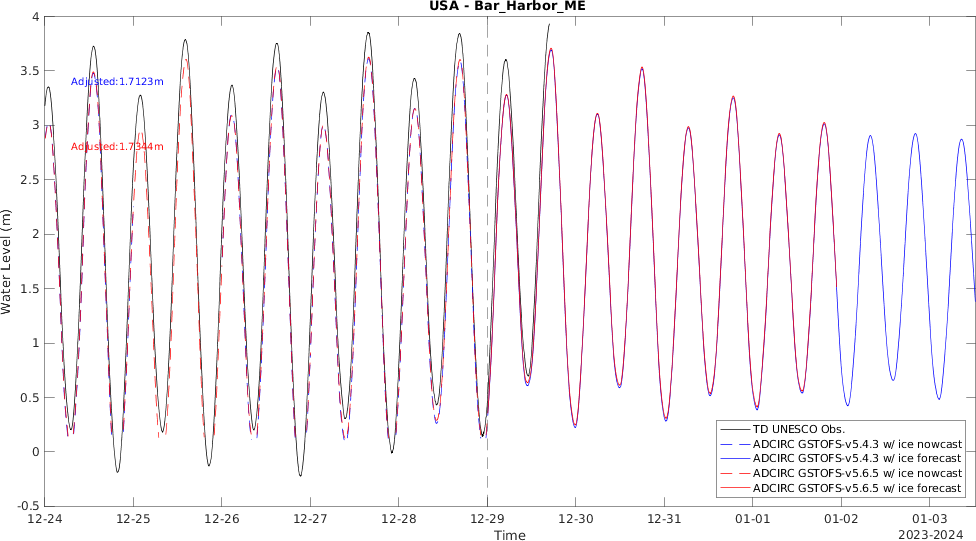 USA - Bar_Harbor_ME
4
3.5
3
2.5
2
1.5
1
0.5
0
-0.5
Water Level (m)
Adjusted:1.7123m
Adjusted:1.7344m
TD UNESCO Obs.
ADCIRC GSTOFS-v5.4.3 w/ ice nowcast
ADCIRC GSTOFS-v5.4.3 w/ ice forecast
ADCIRC GSTOFS-v5.6.5 w/ ice nowcast
ADCIRC GSTOFS-v5.6.5 w/ ice forecast
12-24 12-25 12-26 12-27 12-28 12-29 12-30 12-31 01-01 01-02 01-03
Time
2023-2024